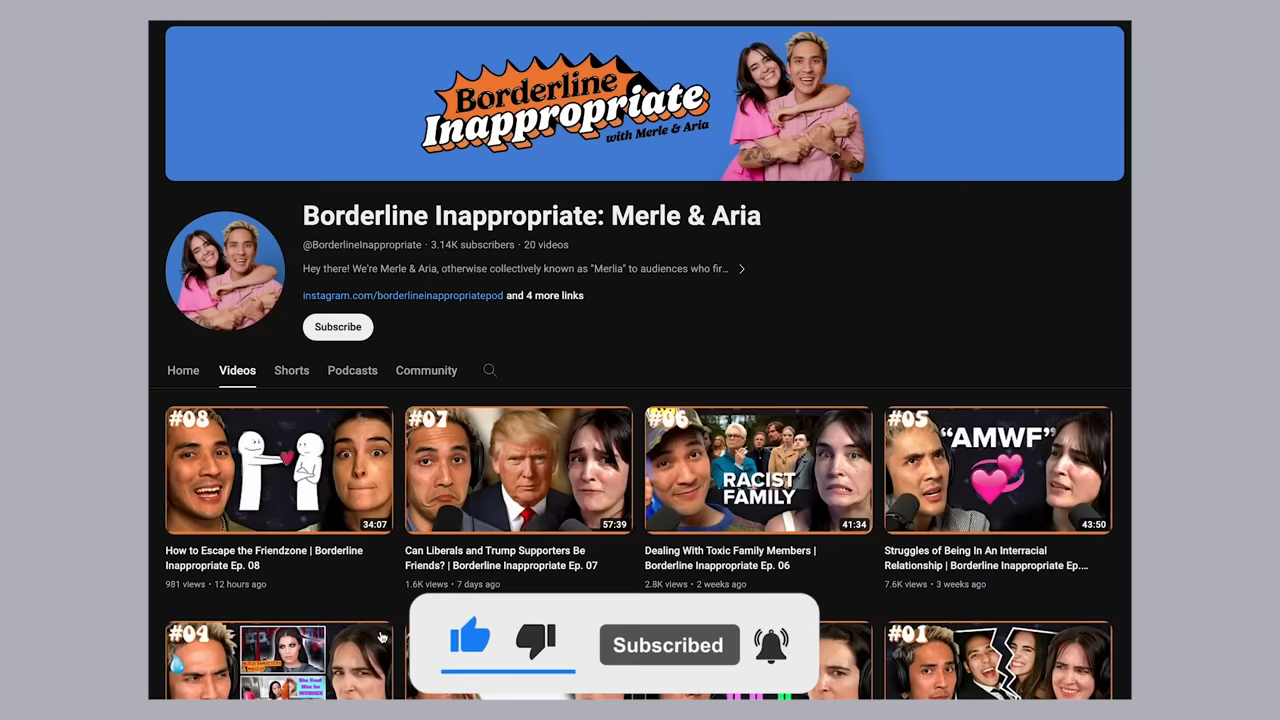 Borderline
Inappropriate
with Merle & Aria
Borderline Inappropriate: Merle & Aria
@BorderlineInappropriate · 3.14K subscribers · 20 videos
Hey there! We're Merle & Aria, otherwise collectively known as "Merlia" to audiences who fir...
instagram.com/borderlineinappropriatepod and 4 more links
Subscribe
Home Videos Shorts Podcasts Community
#08 #07 #06 #05
"AMWF"
RACIST
FAMILY
34:07 57:39 41:34 43:50
How to Escape the Friendzone | Borderline
Inappropriate Ep. 08
981 views · 12 hours ago
Can Liberals and Trump Supporters Be
Friends? | Borderline Inappropriate Ep. 07
1.6K views · 7 days ago
Dealing With Toxic Family Members |
Borderline Inappropriate Ep. 06
2.8K views · 2 weeks ago
Struggles of Being In An Interracial
Relationship | Borderline Inappropriate Ep....
7.6K views · 3 weeks ago
#04 #01
Subscribed